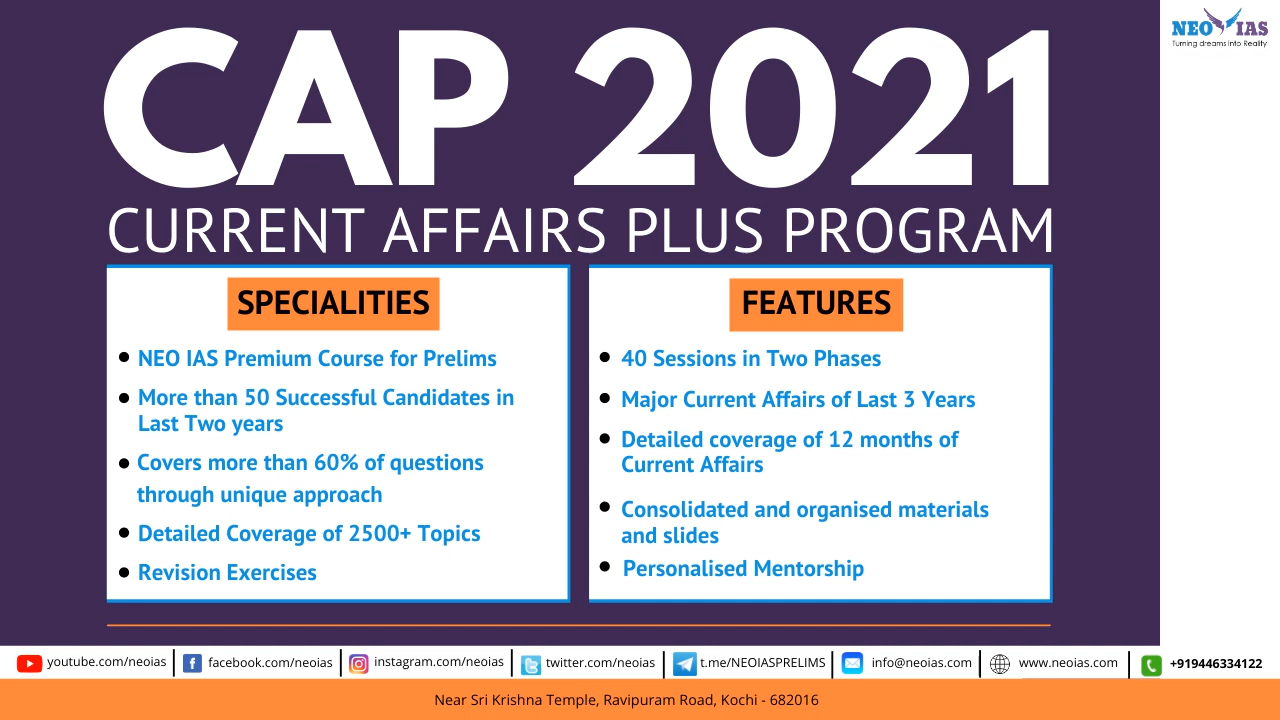 NEO IAS
Turning dreams into Reality
CAP 2021
CURRENT AFFAIRS PLUS PROGRAM
SPECIALITIES
NEO IAS Premium Course for Prelims
More than 50 Successful Candidates in
Last Two years
Covers more than 60% of questions
through unique approach
Detailed Coverage of 2500+ Topics
Revision Exercises
FEATURES
40 Sessions in Two Phases
Major Current Affairs of Last 3 Years
Detailed coverage of 12 months of
Current Affairs
Consolidated and organised materials
and slides
Personalised Mentorship
youtube.com/neoias
facebook.com/neoias
instagram.com/neoias
twitter.com/neoias
t.me/NEOIASPRELIMS
info@neoias.com
www.neoias.com
+919446334122
Near Sri Krishna Temple, Ravipuram Road, Kochi - 682016